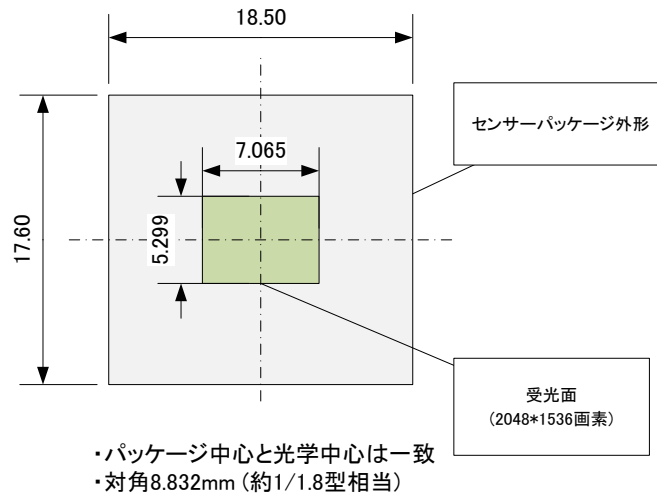 18.50
センサーパッケージ外形
7.065
17.60
5.299
受光面
(2048*1536画素)
・パッケージ中心と光学中心は一致
・対角8.832mm (約1/1.8型相当)